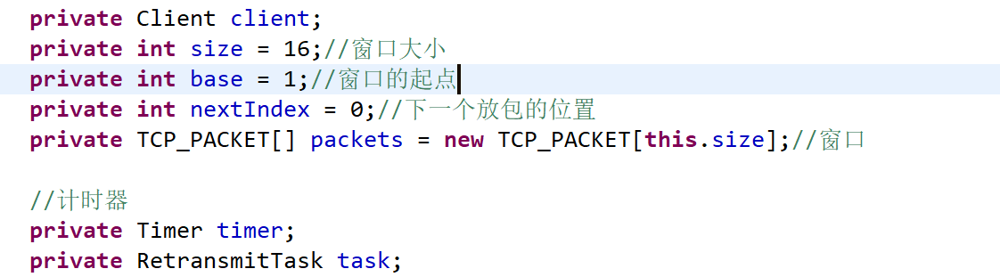 private Client client;
private int size = 16;//窗口大小
private int base = 1;//窗口的起点
private int nextIndex = 0;//下一个放包的位置
private TCP_PACKET[] packets = new TCP_PACKET[this.size];//窗口
//计时器
private Timer timer;
private RetransmitTask task;